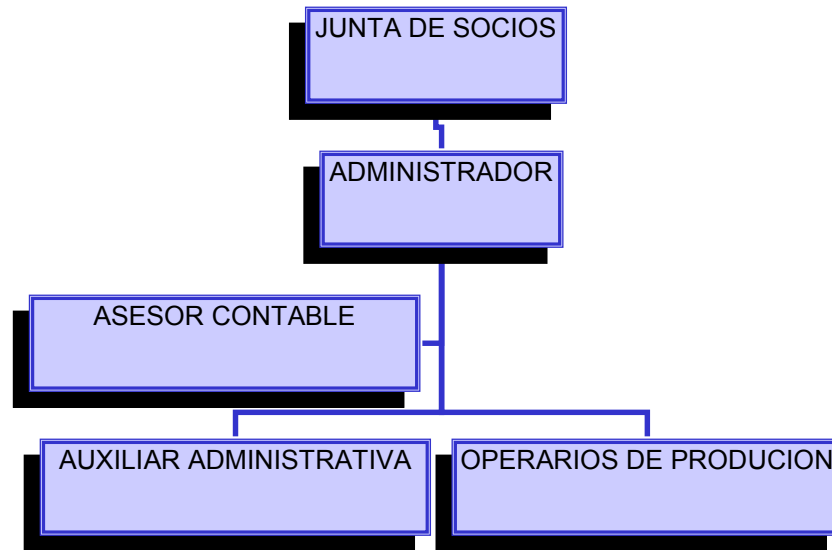 JUNTA DE SOCIOS
ADMINISTRADOR
ASESOR CONTABLE
AUXILIAR ADMINISTRATIVA
OPERARIOS DE PRODUCION